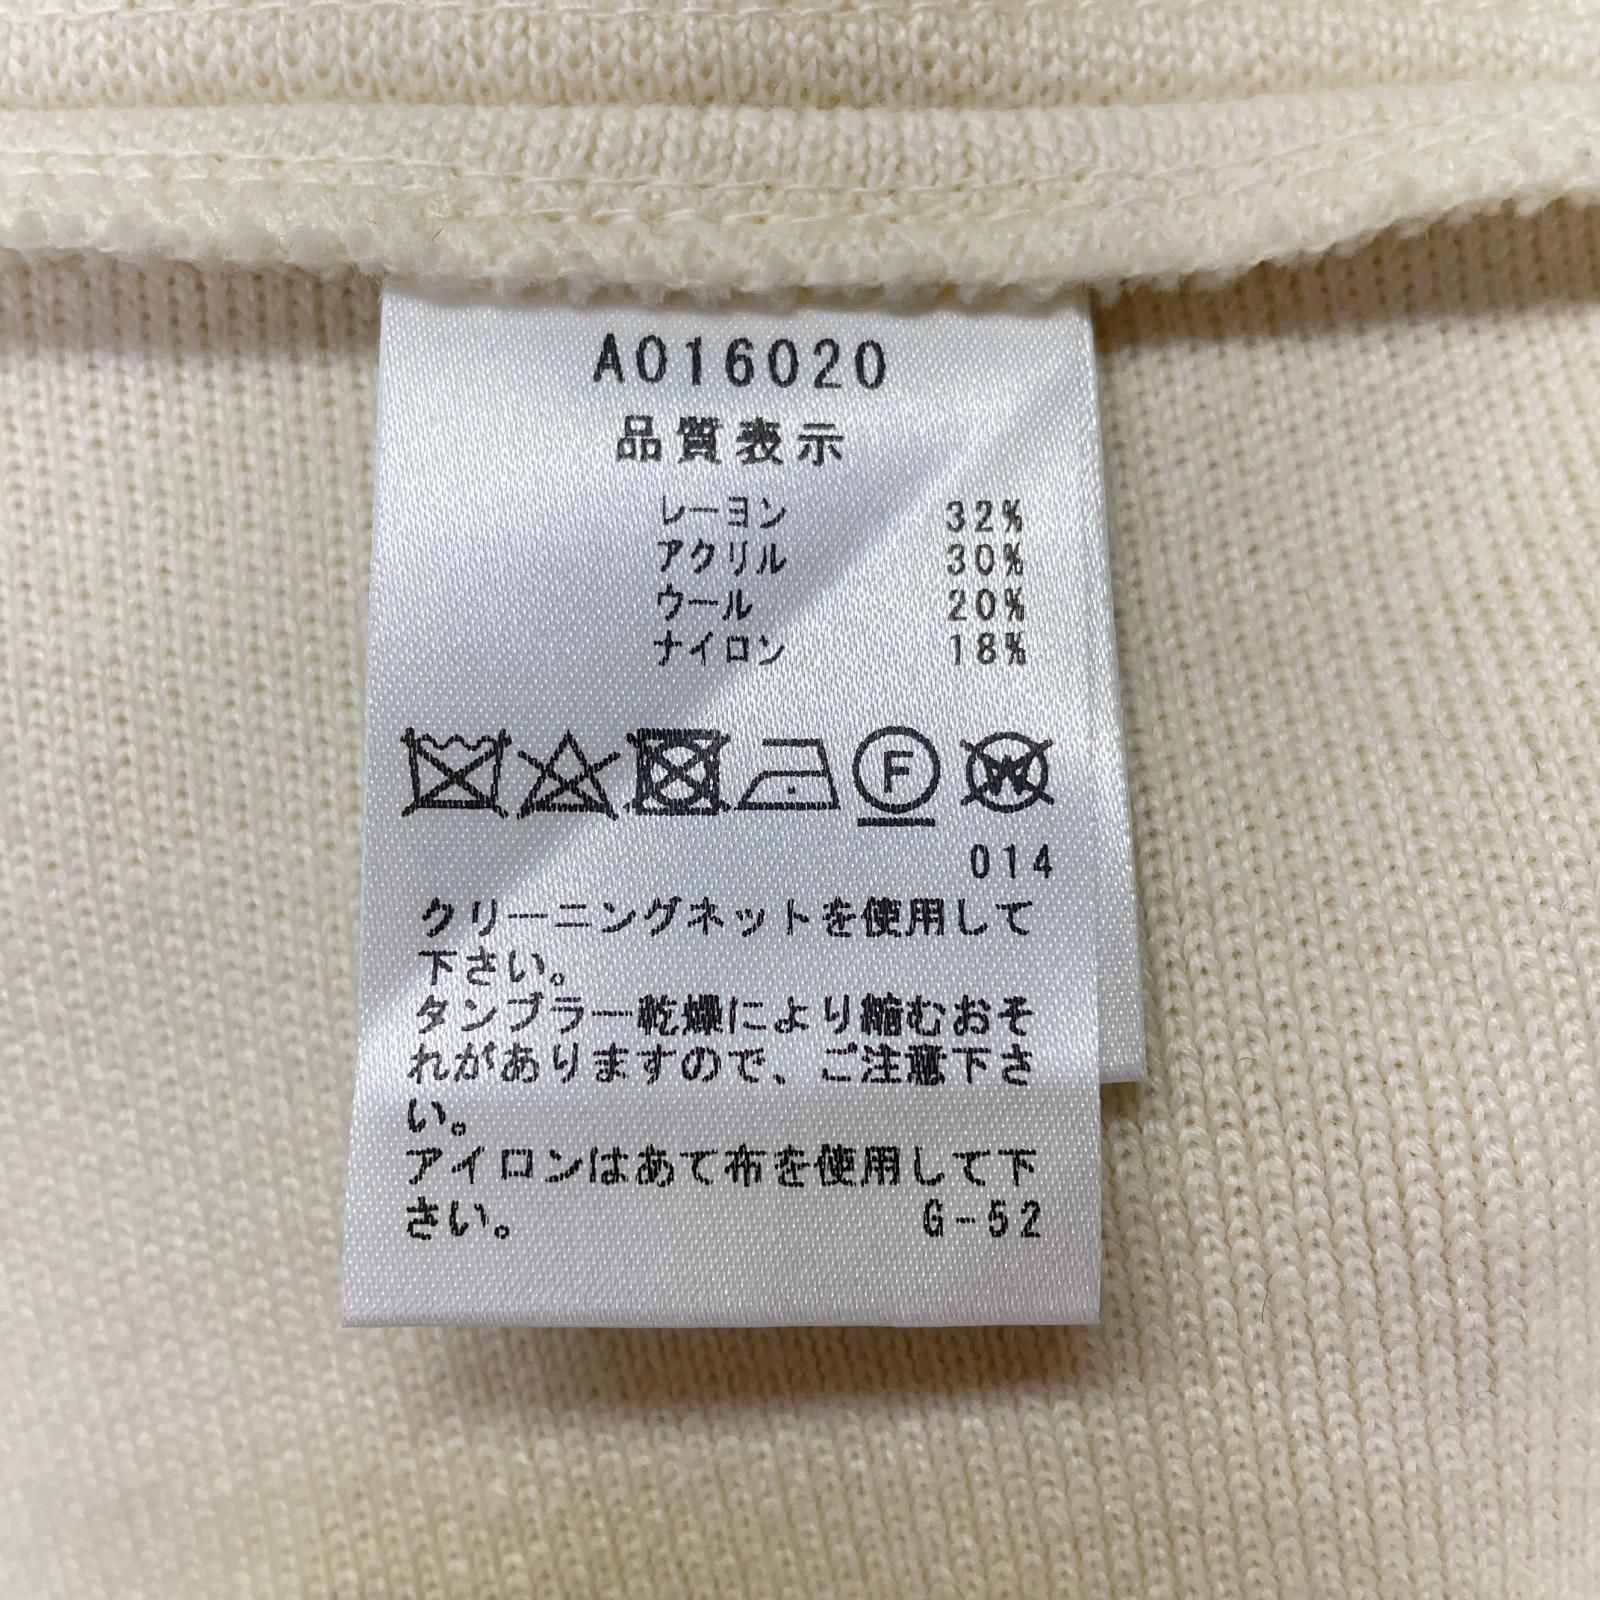 A016020
品質表示
レーヨン 32%
アクリル 30%
ウール 20%
ナイロン 18%
F W
014
クリーニングネットを使用して
下さい。
タンブラー乾燥により縮むおそ
れがありますので、ご注意下さ
い。
アイロンはあて布を使用して下
さい。 G-52